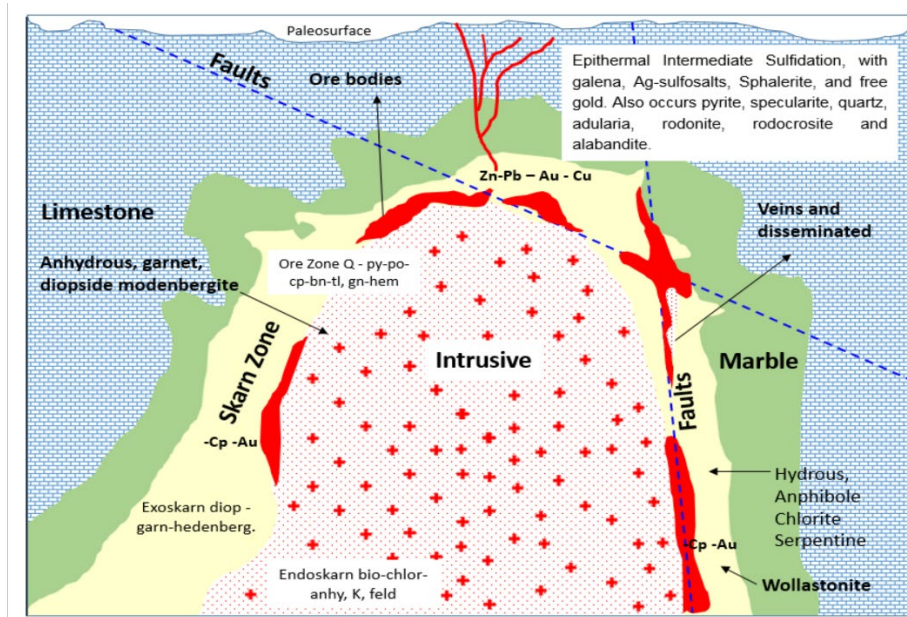 Paleosurface
Faults
Ore bodies
Epithermal Intermediate Sulfidation, with
galena, Ag-sulfosalts, Sphalerite, and free
gold. Also occurs pyrite, specularite, quartz,
adularia, rodonite, rodocrosite and
alabandite.
Zn-Pb – Au - Cu
Limestone
Veins and
disseminated
Anhydrous, garnet,
diopside modenbergite
Ore Zone Q - py-po-
cp-bn-tl, gn-hem
Skarn Zone
Intrusive
Marble
Faults
-Cp -Au
Hydrous,
Anphibole
Chlorite
Serpentine
Exoskarn diop -
garn-hedenberg.
-Cp -Au
Endoskarn bio-chlor-
anhy, K, feld
Wollastonite